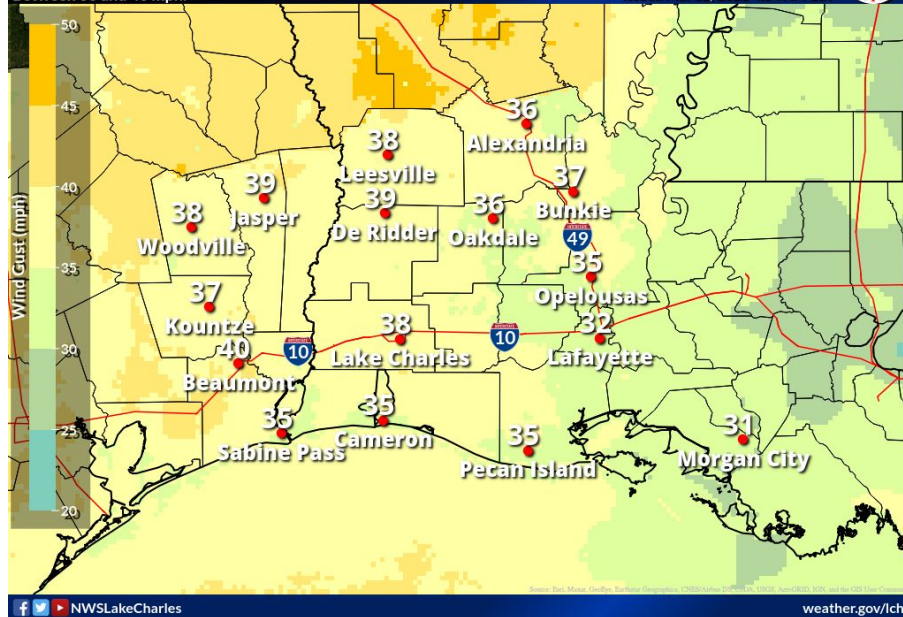 50
45
40
35
30
25
20
Wind Gust (mph)
36
Alexandria
38
Leesville
37
Bunkie
39
Jasper
39
De Ridder
36
Oakdale
38
Woodville
49
35
Opelousas
37
Kountze
38
Lake Charles
10
32
Lafayette
40
Beaumont
10
35
Sabine Pass
35
Cameron
35
Pecan Island
31
Morgan City
NWSLakeCharles
weather.gov/lch